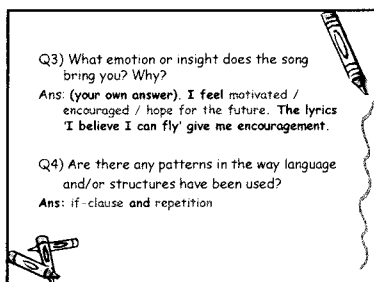 Q3) What emotion or insight does the song
bring you? Why?
Ans: (your own answer). I feel motivated /
encouraged / hope for the future. The lyrics
'I believe I can fly' give me encouragement.
Q4) Are there any patterns in the way language
and/or structures have been used?
Ans: if-clause and repetition